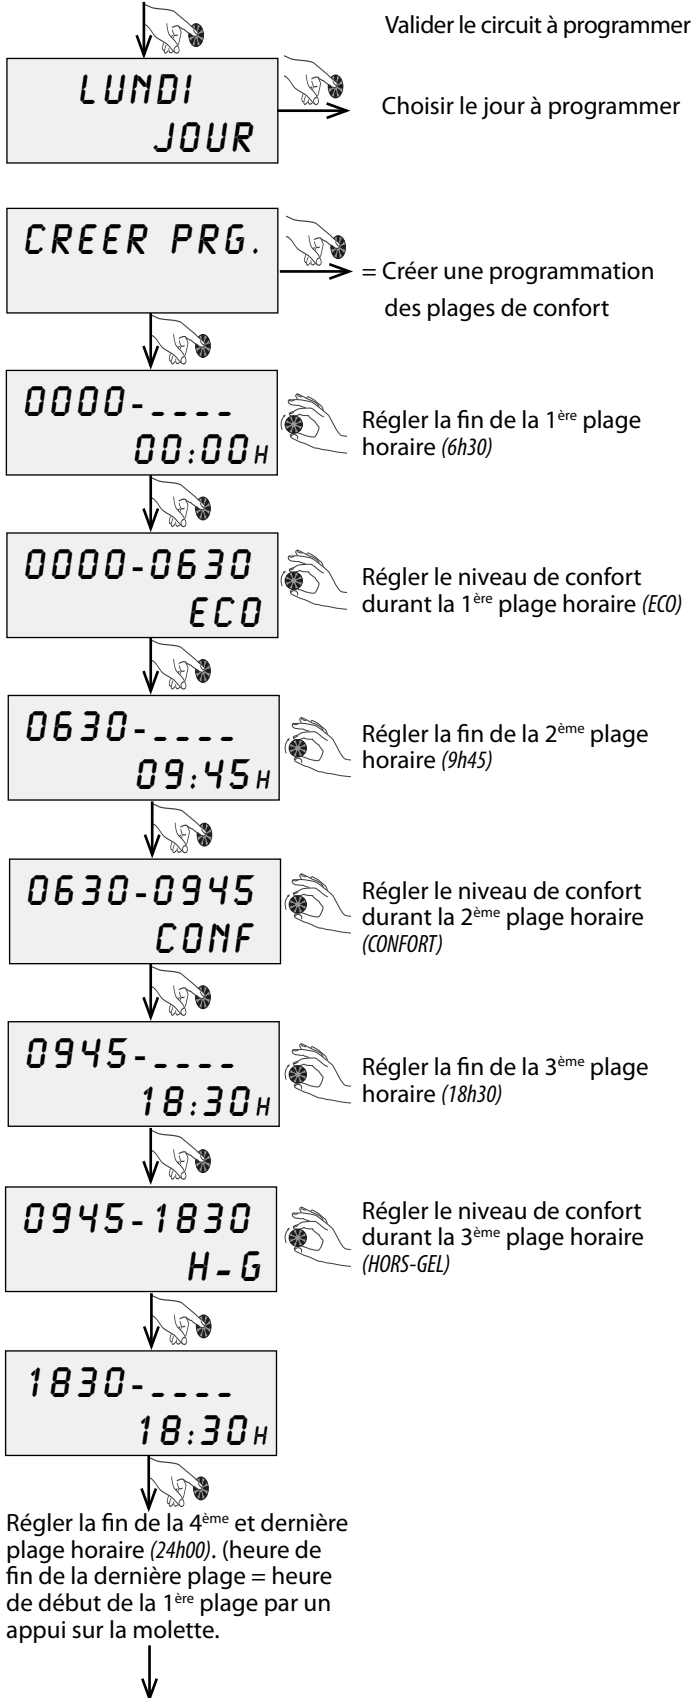 Valider le circuit à programmer
LUNDI
JOUR
Choisir le jour à programmer
CREER PRG.
= Créer une programmation
des plages de confort
0000-____
00:00H
Régler la fin de la 1ère plage
horaire (6h30)
0000-0630
ECO
Régler le niveau de confort
durant la 1ère plage horaire (ECO)
0630-____
09:45H
Régler la fin de la 2ème plage
horaire (9h45)
0630-0945
CONF
Régler le niveau de confort
durant la 2ème plage horaire
(CONFORT)
0945-____
18:30H
Régler la fin de la 3ème plage
horaire (18h30)
0945-1830
H-G
Régler le niveau de confort
durant la 3ème plage horaire
(HORS-GEL)
1830-____
18:30H
Régler la fin de la 4ème et dernière
plage horaire (24h00). (heure de
fin de la dernière plage = heure
de début de la 1ère plage par un
appui sur la molette.